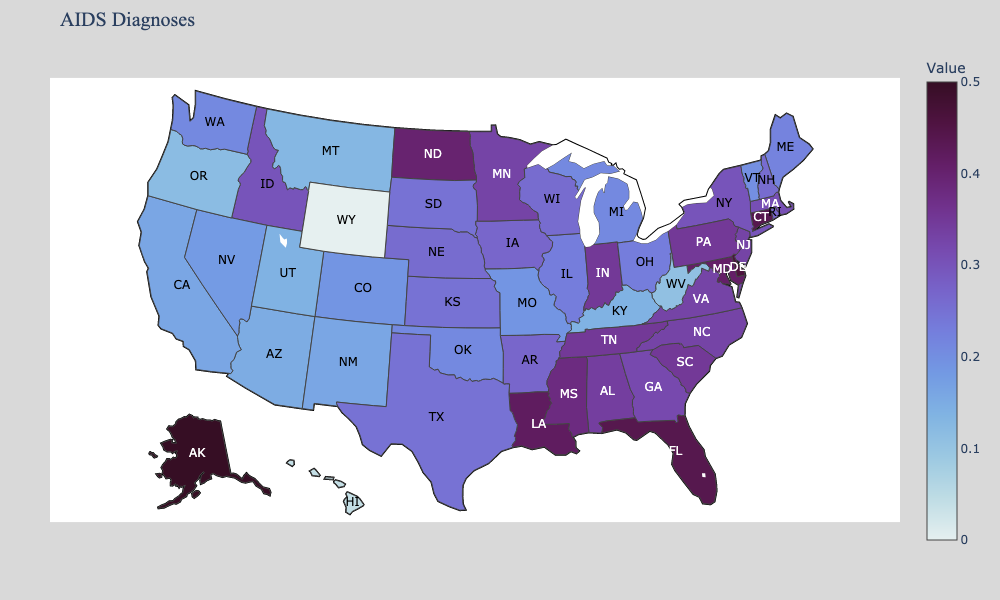 AIDS Diagnoses
Value
0.5
0.4
0.3
0.2
0.1
0
WA
MT
ND
MN
ME
OR
ID
SD
WI
MI
VT
NH
NY
MA
CT
RI
WY
NE
IA
PA
NJ
NV
UT
CO
KS
MO
IL
IN
OH
MD
DE
WV
VA
CA
AZ
NM
OK
AR
KY
TN
NC
SC
TX
LA
MS
AL
GA
FL
AK
HI